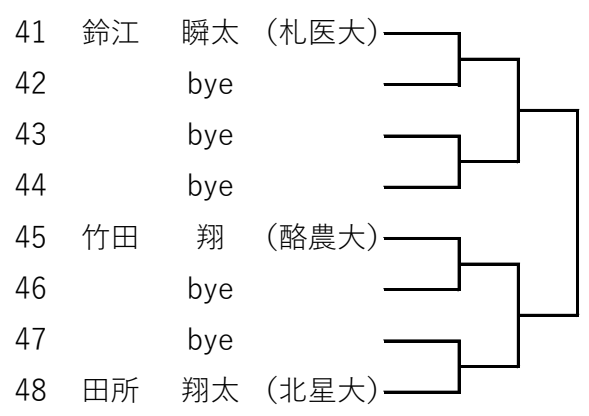 41 鈴江 瞬太 (札医大)
42 bye
43 bye
44 bye
45 竹田 翔 (酪農大)
46 bye
47 bye
48 田所 翔太 (北星大)